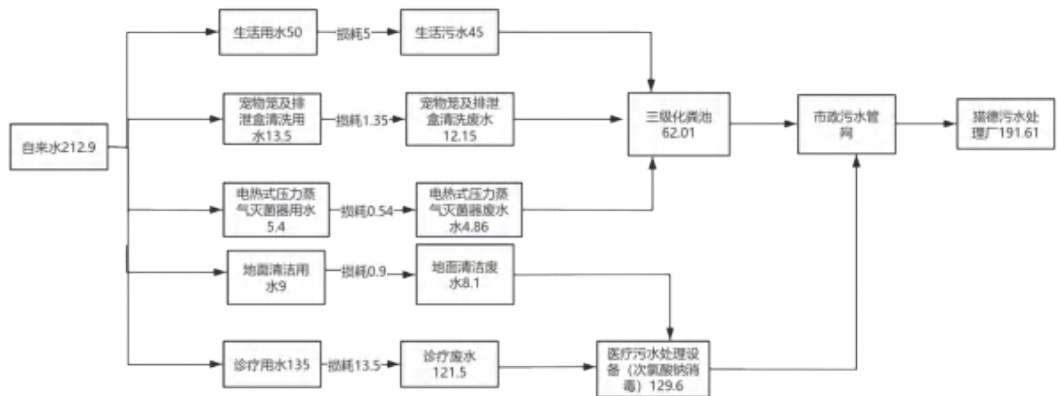 自来水212.9
生活用水50
损耗5
生活污水45
宠物笼及排
泄盒清洗用
水13.5
损耗1.35
宠物笼及排泄
盒清洗废水
12.15
电热式压力蒸
气灭菌器用水
5.4
损耗0.54
电热式压力蒸
气灭菌器废水
水4.86
地面清洁用
水9
损耗0.9
地面清洁废
水8.1
诊疗用水135
损耗13.5
诊疗废水
121.5
三级化粪池
62.01
医疗污水处理设
备（次氯酸钠消
毒）129.6
市政污水管
网
猎德污水处
理厂191.61